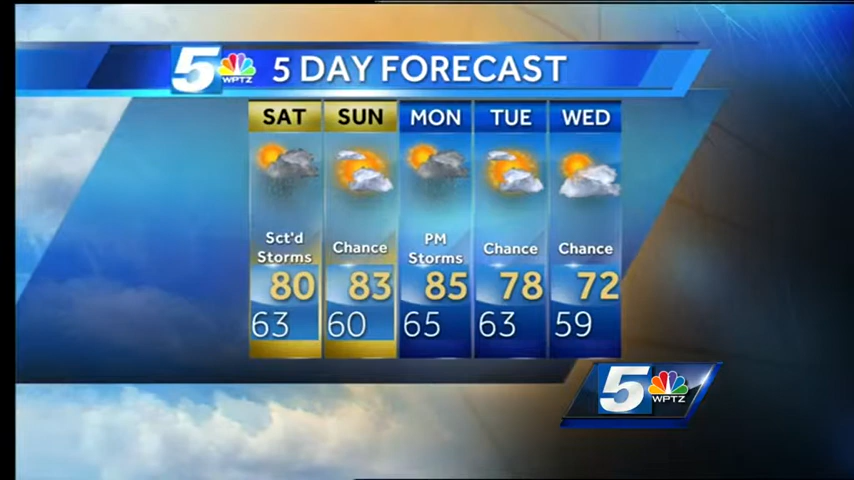 5 WPTZ 5 DAY FORECAST
SAT SUN MON TUE WED
Sct'd Storms Chance PM Storms Chance Chance
80 83 85 78 72
63 60 65 63 59
5 WPTZ